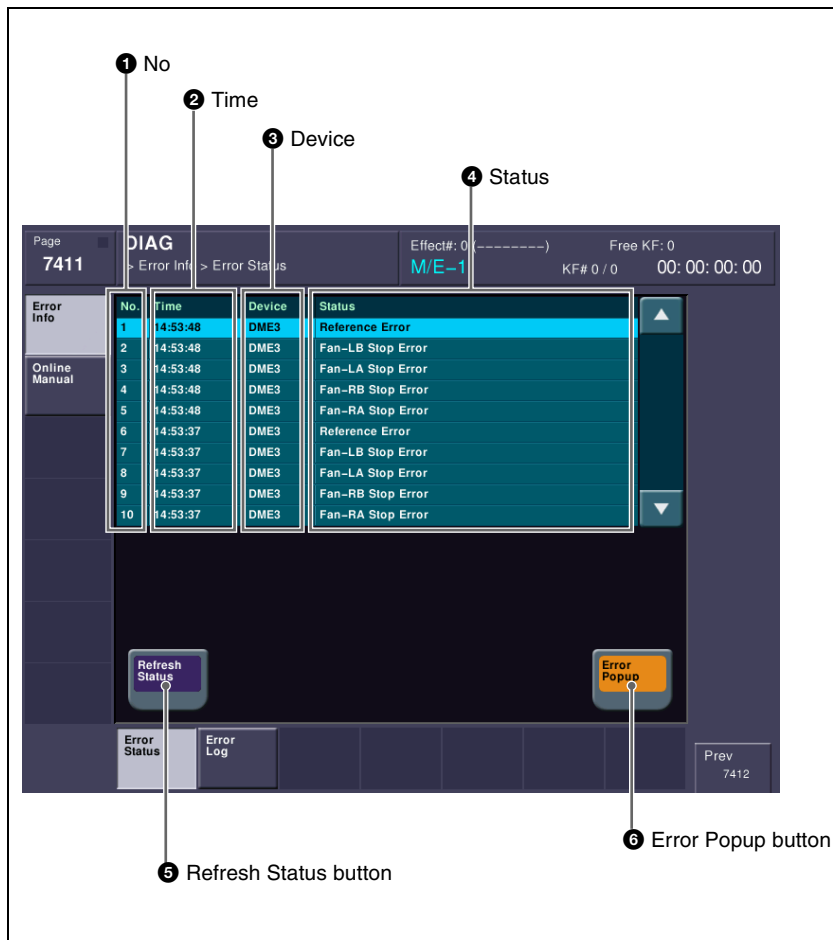 ❶ No
❷ Time
❸ Device
❹ Status
Page
7411
DIAG
> Error Info > Error Status
Effect#: 0 (--------) Free KF: 0
M/E-1 KF# 0 / 0 00: 00: 00: 00
Error
Info
Online
Manual
No. Time Device Status
1 14:53:48 DME3 Reference Error
2 14:53:48 DME3 Fan-LB Stop Error
3 14:53:48 DME3 Fan-LA Stop Error
4 14:53:48 DME3 Fan-RB Stop Error
5 14:53:48 DME3 Fan-RA Stop Error
6 14:53:37 DME3 Reference Error
7 14:53:37 DME3 Fan-LB Stop Error
8 14:53:37 DME3 Fan-LA Stop Error
9 14:53:37 DME3 Fan-RB Stop Error
10 14:53:37 DME3 Fan-RA Stop Error
Refresh
Status
Error
Popup
Error
Status
Error
Log
Prev
7412
❻ Error Popup button
❺ Refresh Status button